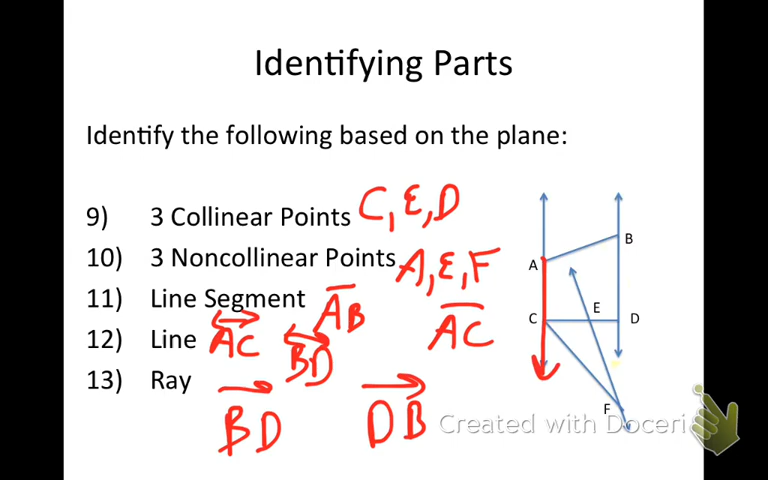 Identifying Parts
Identify the following based on the plane:
9) 3 Collinear Points C, E, D
10) 3 Noncollinear Points A, E, F
11) Line Segment AB AC
12) Line AC BD
13) Ray BD DB
A
B
C
E
D
F
Created with Doceri